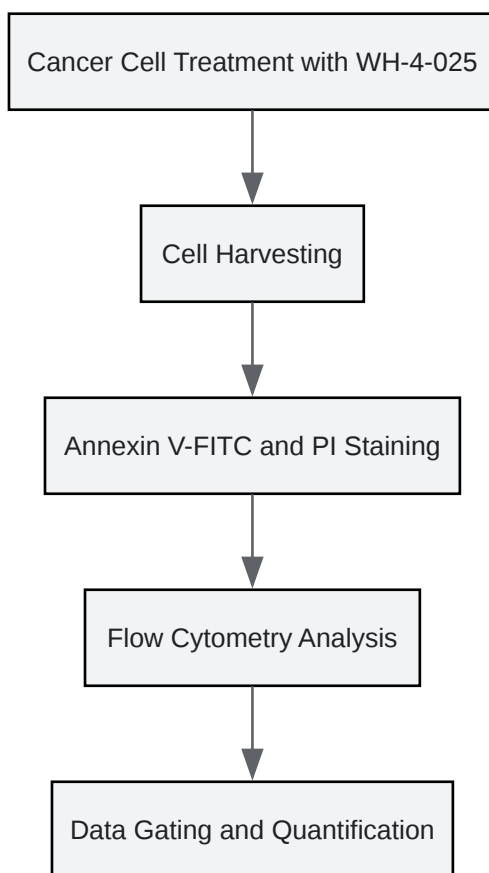 Cancer Cell Treatment with WH-4-025
Cell Harvesting
Annexin V-FITC and PI Staining
Flow Cytometry Analysis
Data Gating and Quantification